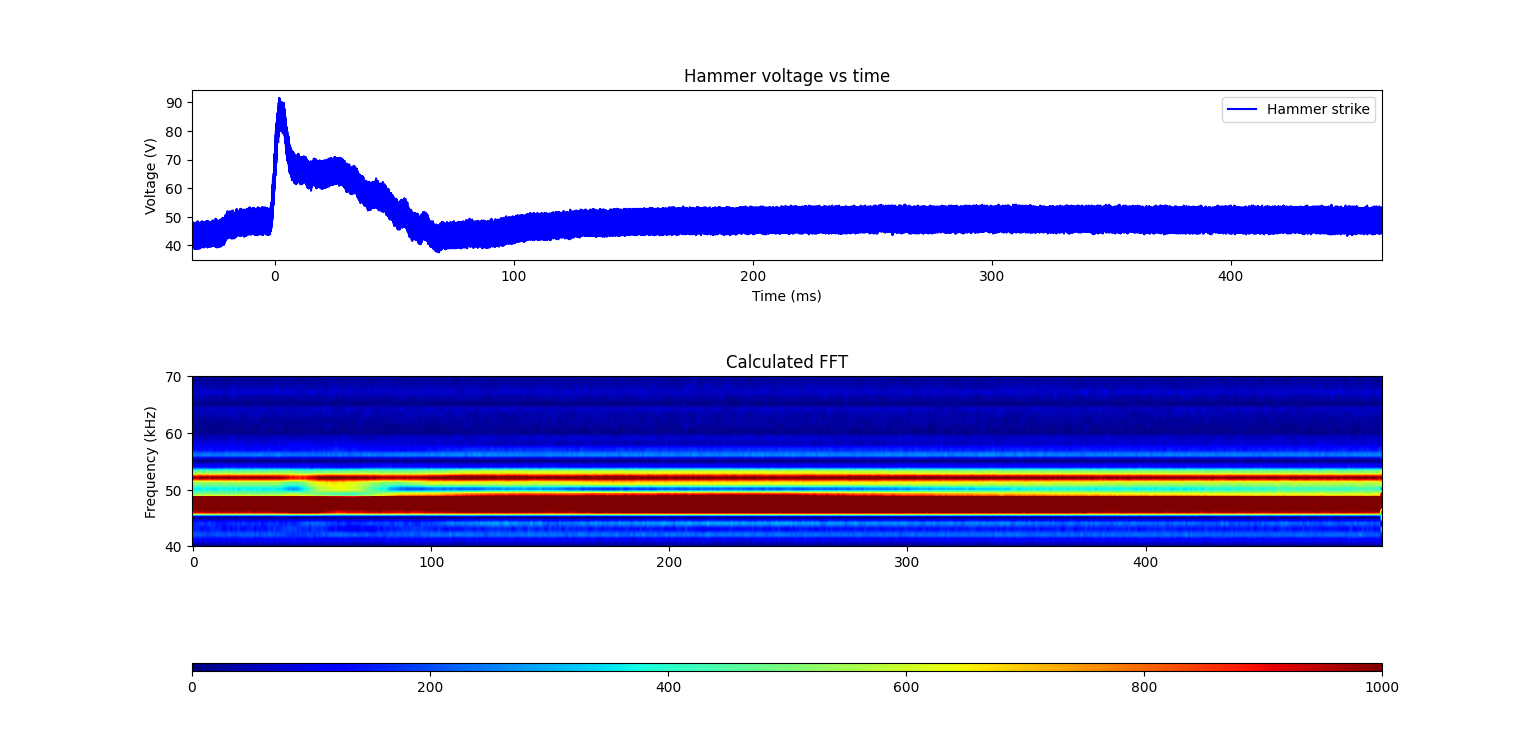 Hammer voltage vs time
90
80
70
60
50
40
Voltage (V)
Hammer strike
0 100 200 300 400
Time (ms)
Calculated FFT
70
60
50
40
Frequency (kHz)
0 100 200 300 400
0 200 400 600 800 1000